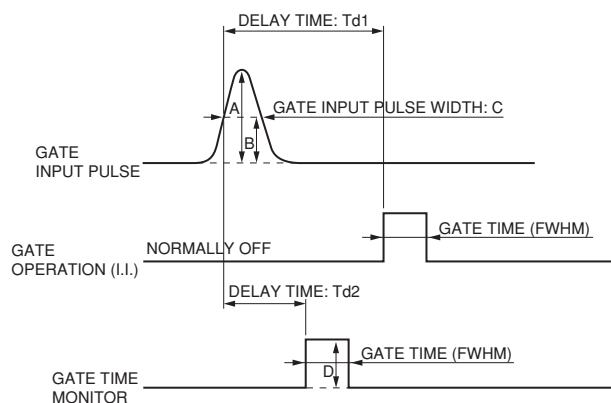 DELAY TIME: Td1
A
GATE INPUT PULSE WIDTH: C
B
GATE
INPUT PULSE
GATE TIME (FWHM)
GATE
OPERATION (I.I.)
NORMALLY OFF
DELAY TIME: Td2
GATE TIME (FWHM)
D
GATE TIME
MONITOR